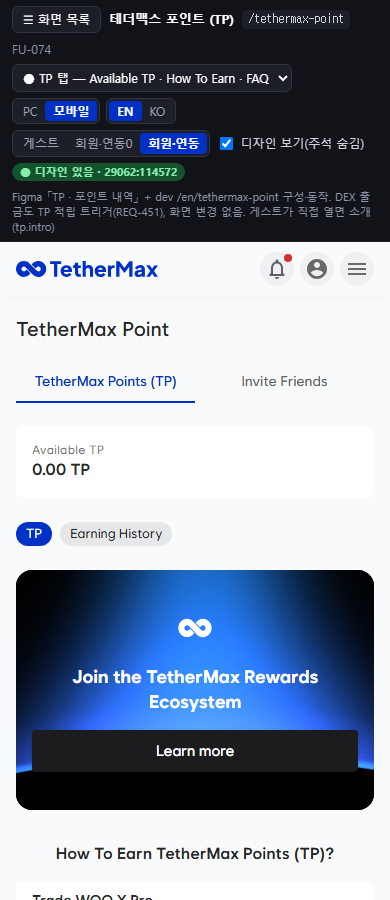 ☰ 화면 목록 테더맥스 포인트 (TP) /tethermax-point
FU-074
● TP 탭 — Available TP · How To Earn · FAQ
PC 모바일 EN KO
게스트 회원·연동0 회원·연동 디자인 보기(주석 숨김)
● 디자인 있음 · 29062:114572
Figma 「TP · 포인트 내역」 + dev /en/tethermax-point 구성·동작. DEX 출
금도 TP 적립 트리거(REQ-451), 화면 변경 없음. 게스트가 직접 열면 소개
(tp.intro)
TetherMax
TetherMax Point
TetherMax Points (TP) Invite Friends
Available TP
0.00 TP
TP Earning History
Join the TetherMax Rewards
Ecosystem
Learn more
How To Earn TetherMax Points (TP)?
Trade WOO X Pro